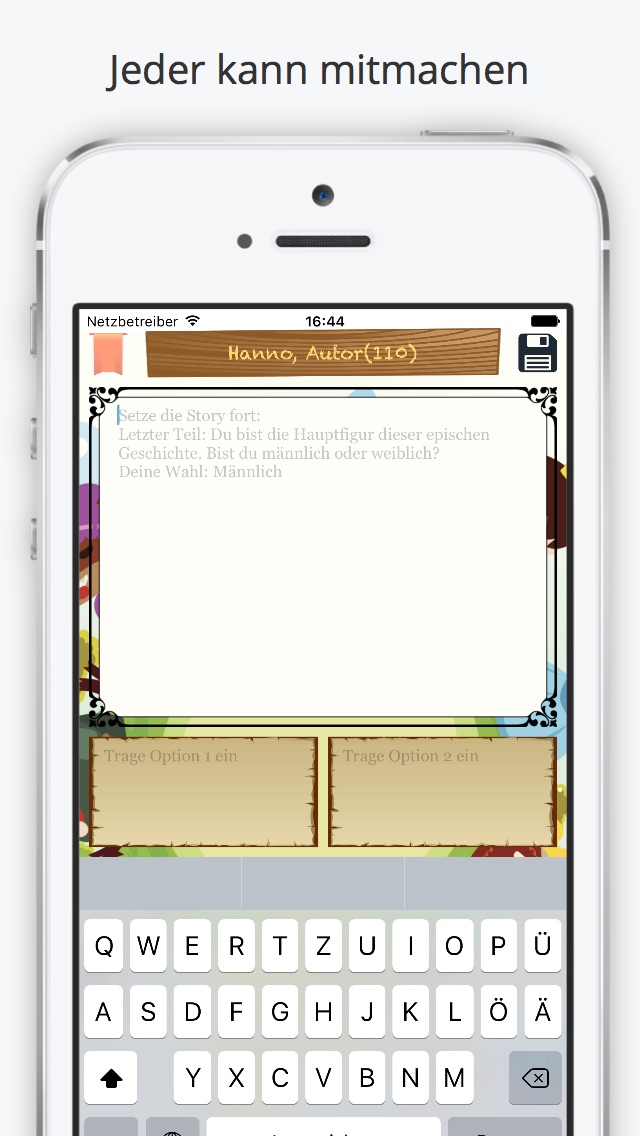 Jeder kann mitmachen
Netzbetreiber 16:44
Hanno, Autor(110)
Setze die Story fort:
Letzter Teil: Du bist die Hauptfigur dieser epischen
Geschichte. Bist du männlich oder weiblich?
Deine Wahl: Männlich
Trage Option 1 ein Trage Option 2 ein
Q W E R T Z U I O P Ü
A S D F G H J K L Ö Ä
Y X C V B N M